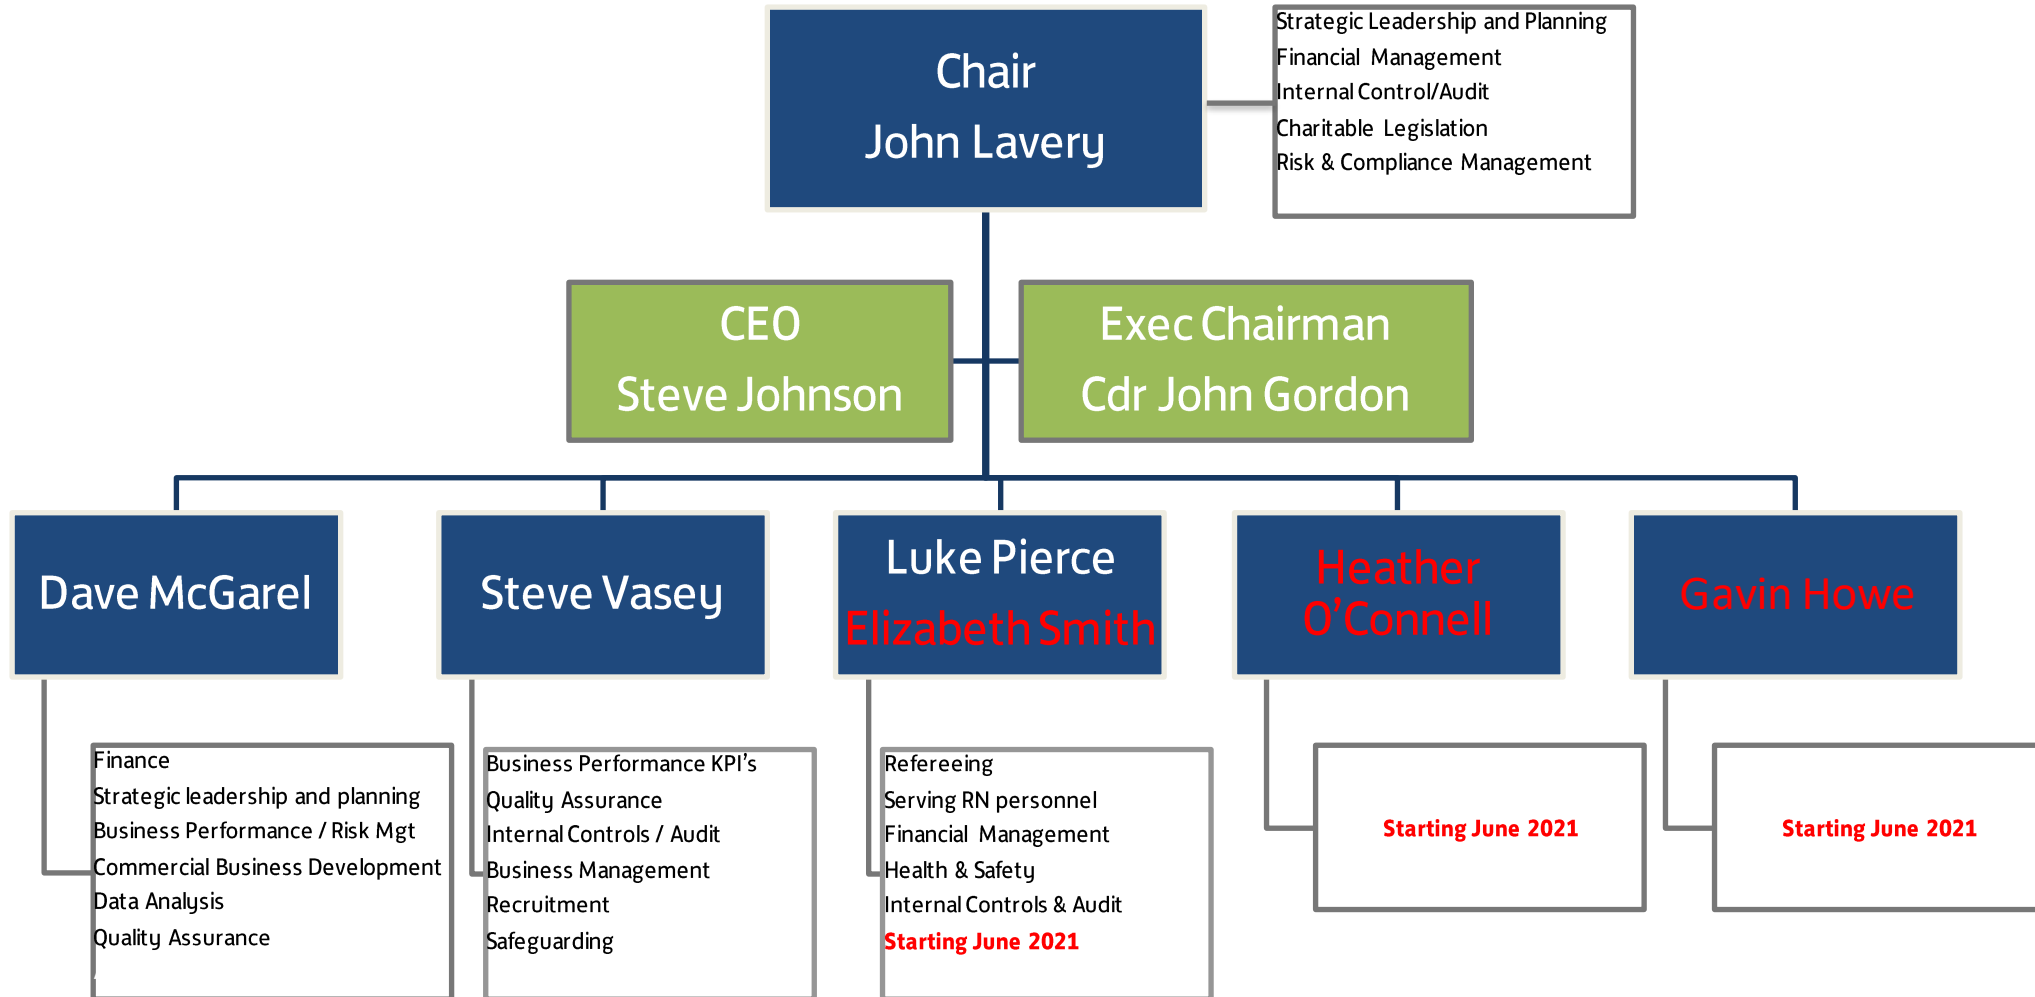 Chair
John Lavery
Strategic Leadership and Planning
Financial Management
Internal Control/Audit
Charitable Legislation
Risk & Compliance Management
CEO
Steve Johnson
Exec Chairman
Cdr John Gordon
Dave McGarel
Steve Vasey
Luke Pierce
Elizabeth Smith
Heather
O'Connell
Gavin Howe
Finance
Strategic leadership and planning
Business Performance / Risk Mgt
Commercial Business Development
Data Analysis
Quality Assurance
Business Performance KPI's
Quality Assurance
Internal Controls / Audit
Business Management
Recruitment
Safeguarding
Refereeing
Serving RN personnel
Financial Management
Health & Safety
Internal Controls & Audit
Starting June 2021
Starting June 2021
Starting June 2021